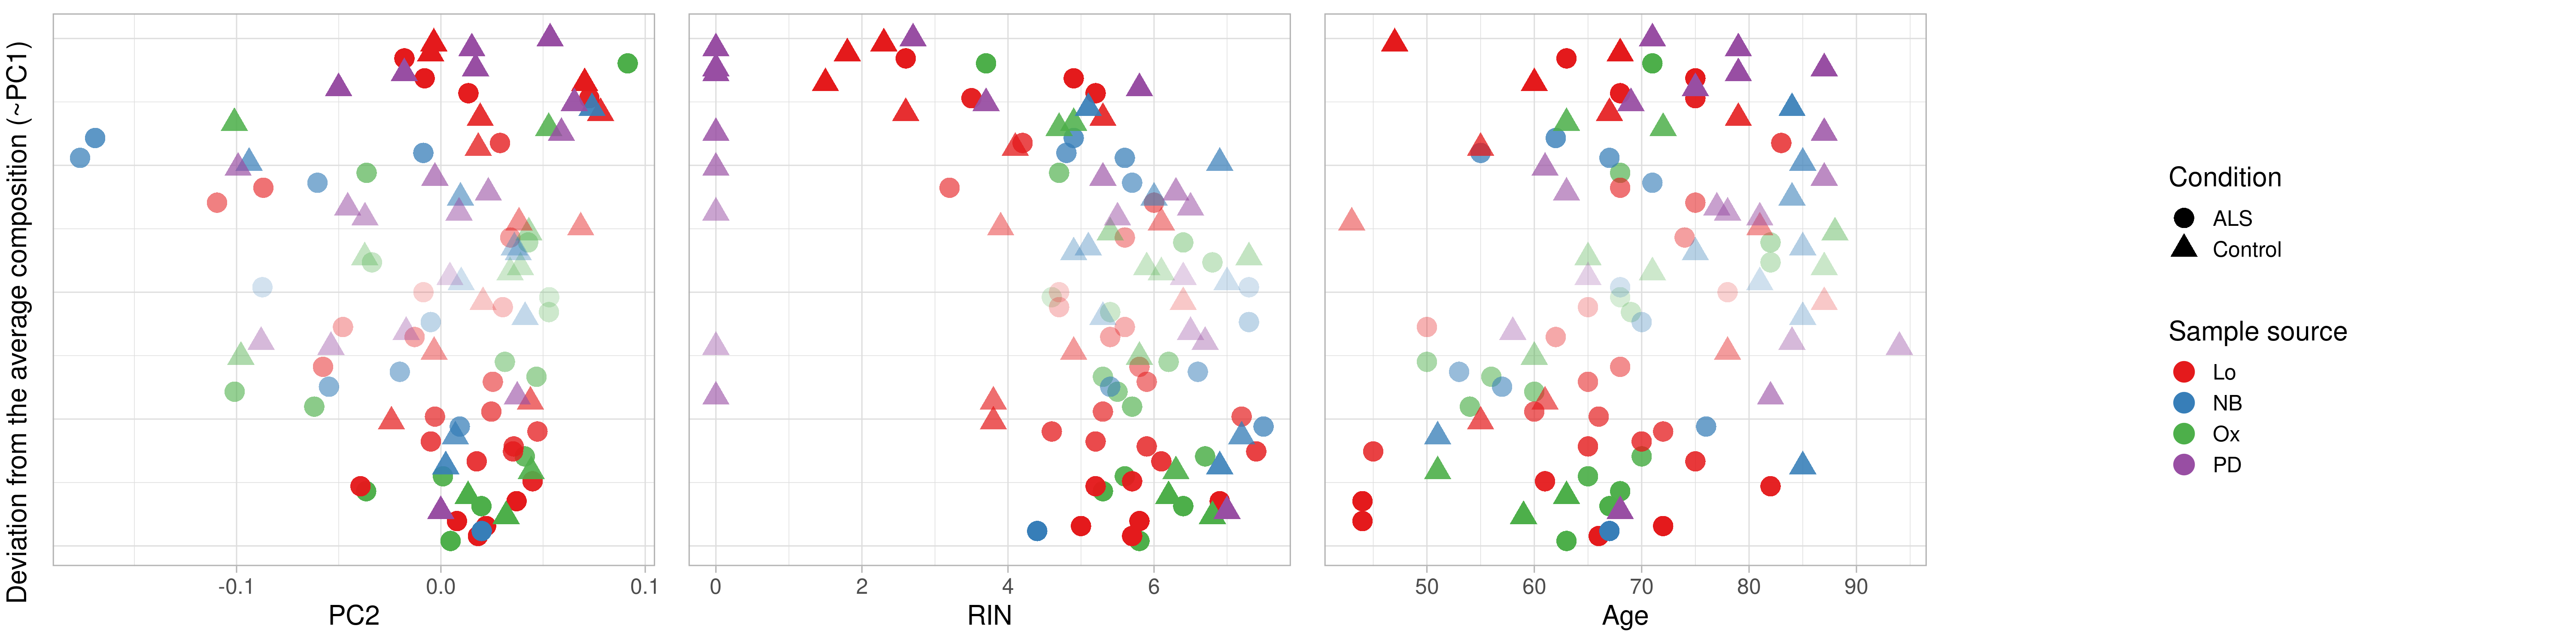 Deviation from the average composition (~PC1)
-0.1 0.0 0.1
PC2
0 2 4 6
RIN
50 60 70 80 90
Age
Condition
ALS
Control
Sample source
Lo
NB
Ox
PD